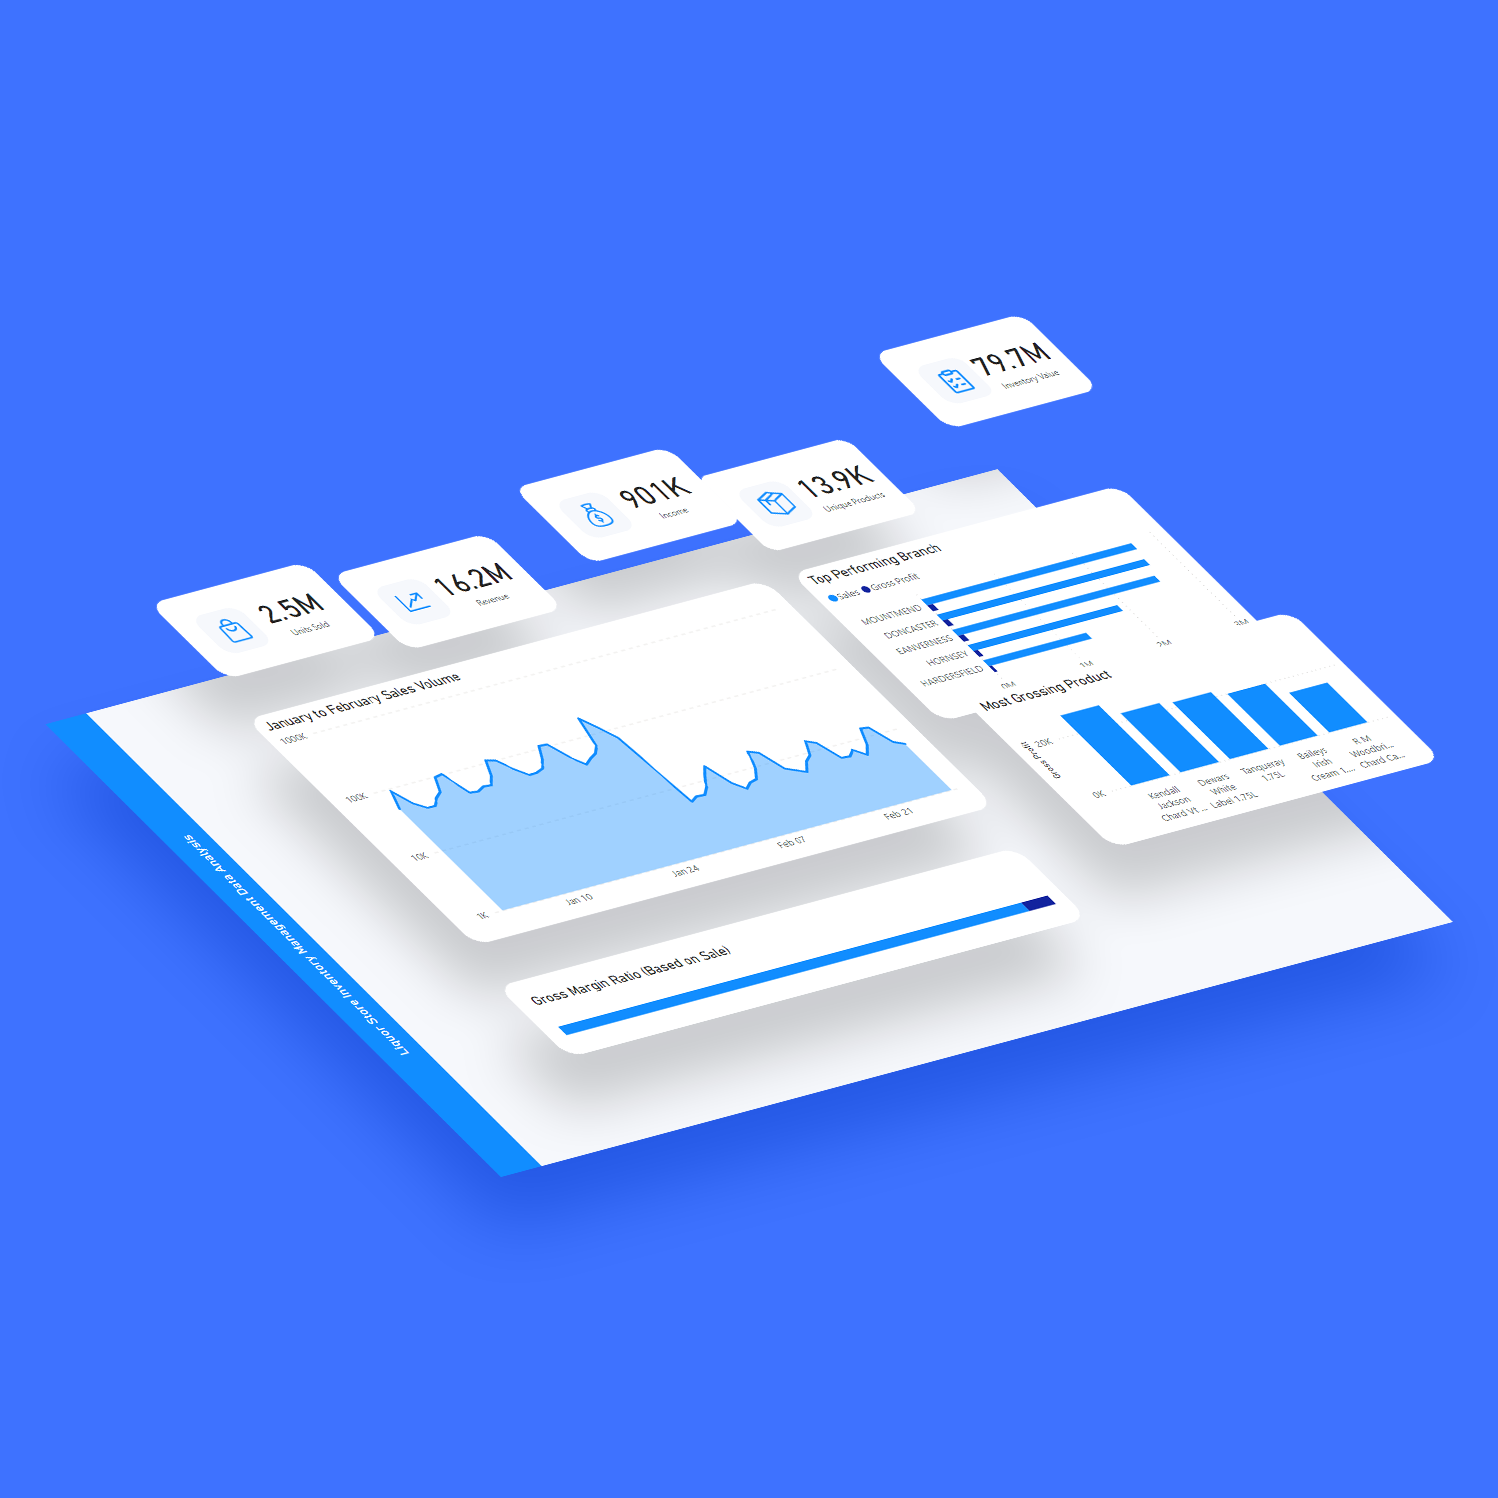 79.7M
Inventory Value
13.9K
Unique Products
901K
Income
16.2M
Revenue
2.5M
Units Sold
Top Performing Branch
Sales Gross Profit
MOUNTMEND
DONCASTER
EANVERNESS
HORNSEY
HARDERSFIELD
0M
1M
2M
3M
January to February Sales Volume
1000K
100K
10K
1K
Jan 10
Jan 24
Feb 07
Feb 21
Most Grossing Product
Gross Profit
20K
0K
Kendall
Jackson
Chard Vt ...
Dewars
White
Label 1.75L
Tanqueray
1.75L
Baileys
Irish
Cream 1....
R M
Woodbri...
Chard Ca...
Gross Margin Ratio (Based on Sale)
Liquor Store Inventory Management Data Analysis